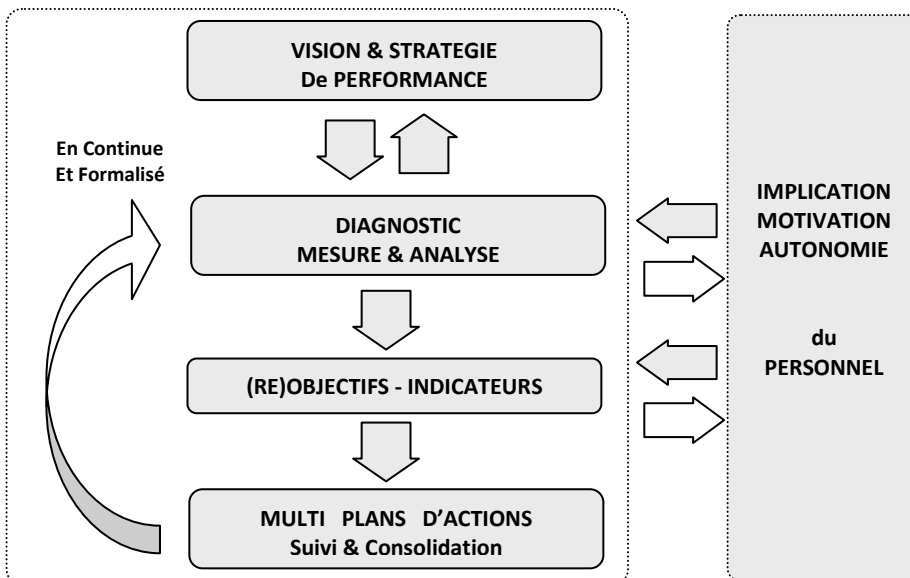 VISION & STRATEGIE
De PERFORMANCE
En Continue
Et Formalisé
DIAGNOSTIC
MESURE & ANALYSE
(RE)OBJECTIFS - INDICATEURS
MULTI PLANS D’ACTIONS
Suivi & Consolidation
IMPLICATION
MOTIVATION
AUTONOMIE
du
PERSONNEL